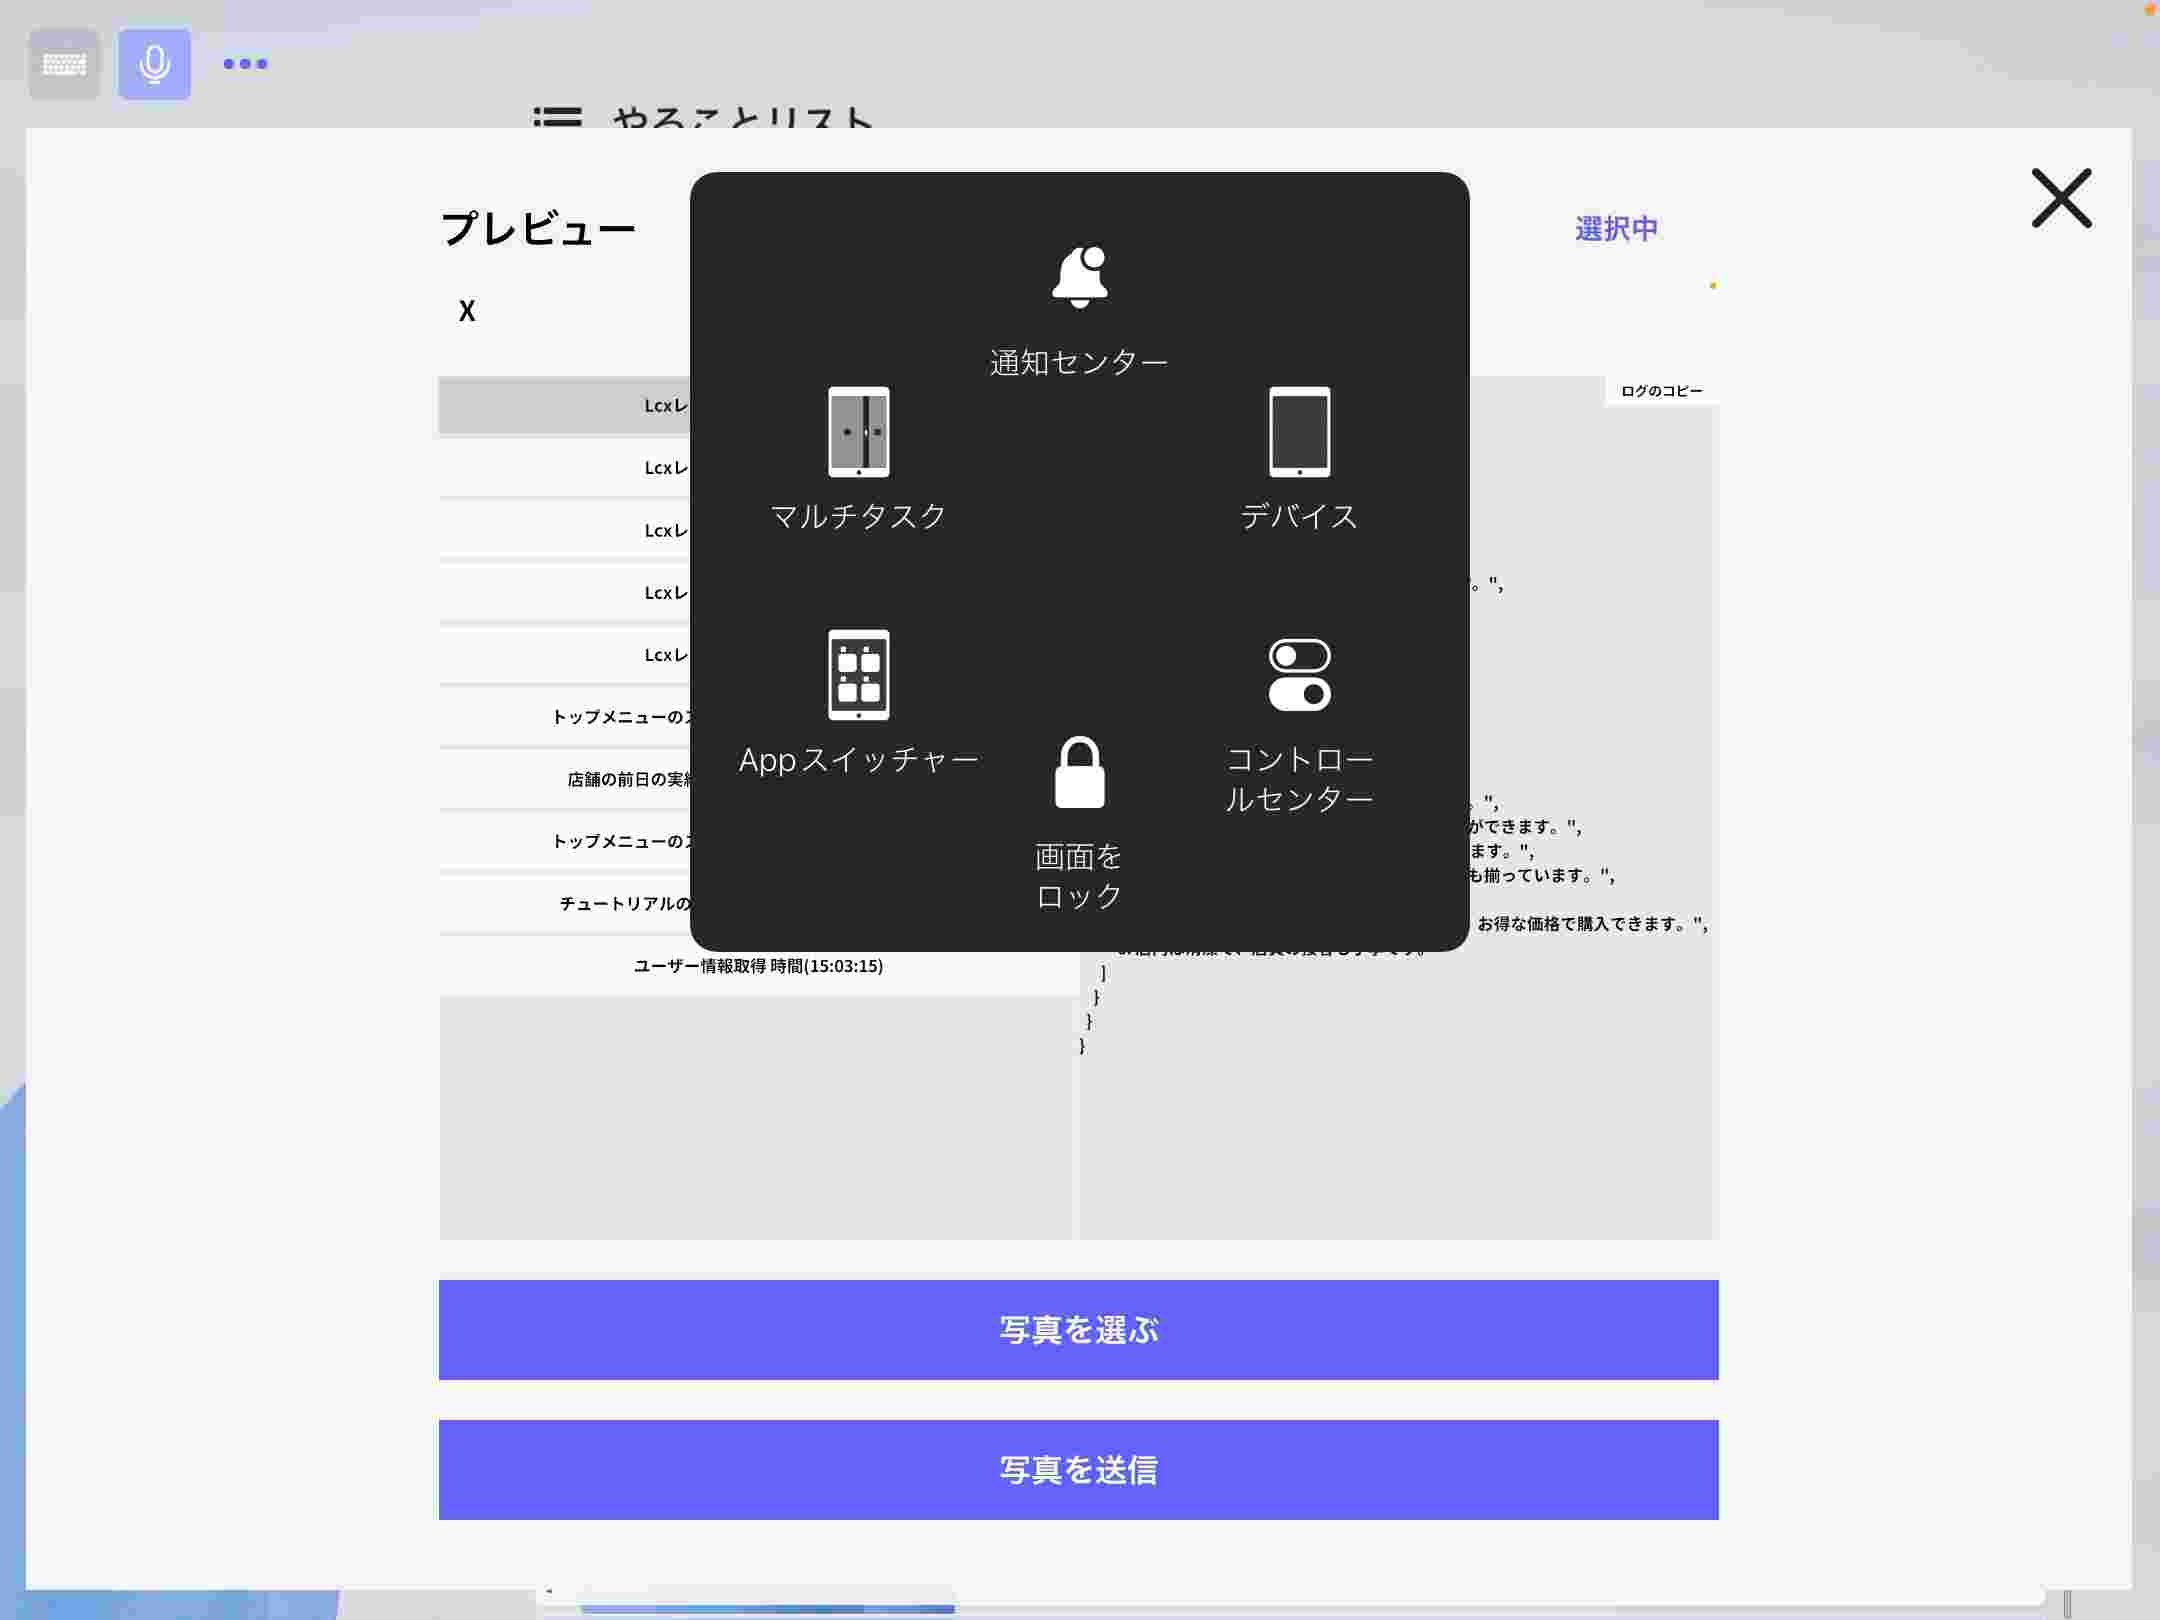 やることリスト
プレビュー
選択中
X
通知センター
ログのコピー
Lcxレ
マルチタスク
デバイス
Lcxレ
Lcxレ
。",
Lcxレ
Lcxレ
トップメニューの
Appスイッチャー
コントロー
ルセンター
店舗の前日の実
。",
ができます。",
トップメニューの
ます。",
画面を
ロック
も揃っています。",
チュートリアルの
お得な価格で購入できます。",
ユーザー情報取得 時間(15:03:15)
]
}
}
}
写真を選ぶ
写真を送信